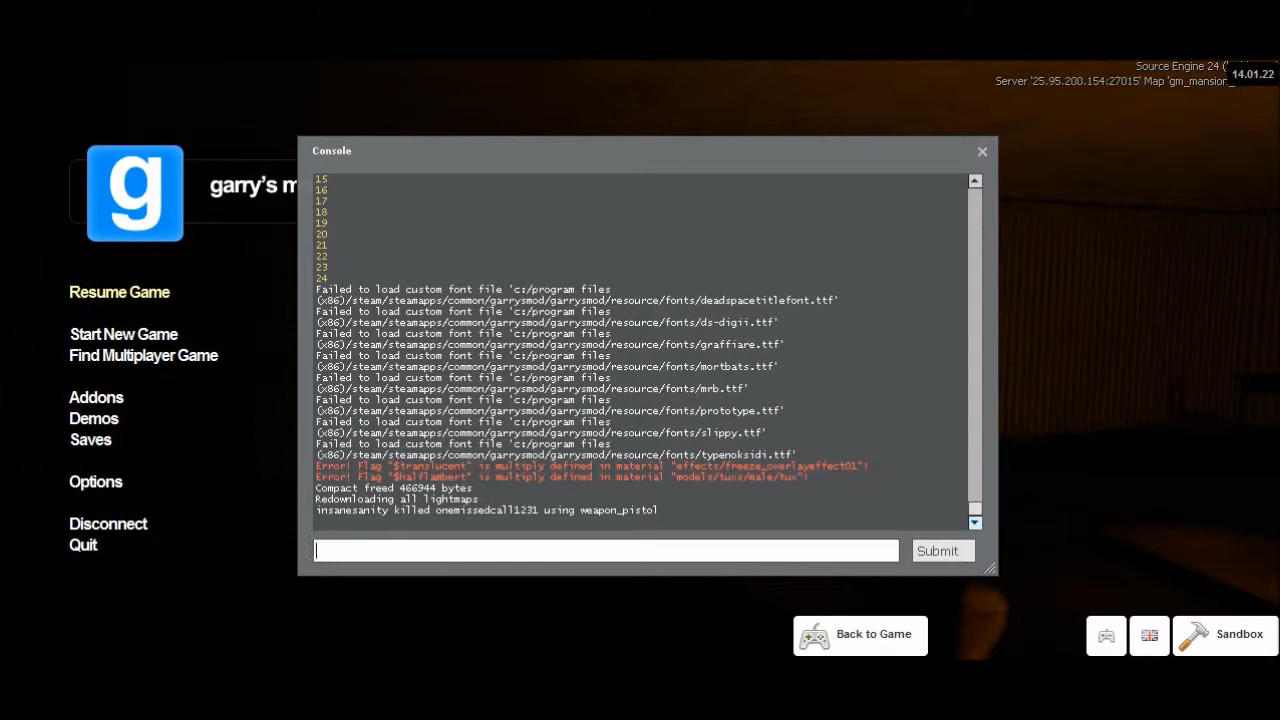 Source Engine 24
14.01.22
Server '25.95.200.154:27015' Map 'gm_mansion_
g
garry's m
Resume Game
Start New Game
Find Multiplayer Game
Addons
Demos
Saves
Options
Disconnect
Quit
Console
15
16
17
18
19
20
21
22
23
24
Failed to load custom font file 'c:/program files
(x86)/steam/steamapps/common/garrysmod/garrysmod/resource/fonts/deadspacetitlefont.ttf'
Failed to load custom font file 'c:/program files
(x86)/steam/steamapps/common/garrysmod/garrysmod/resource/fonts/ds-digii.ttf'
Failed to load custom font file 'c:/program files
(x86)/steam/steamapps/common/garrysmod/garrysmod/resource/fonts/graffiare.ttf'
Failed to load custom font file 'c:/program files
(x86)/steam/steamapps/common/garrysmod/garrysmod/resource/fonts/mortbats.ttf'
Failed to load custom font file 'c:/program files
(x86)/steam/steamapps/common/garrysmod/garrysmod/resource/fonts/mrb.ttf'
Failed to load custom font file 'c:/program files
(x86)/steam/steamapps/common/garrysmod/garrysmod/resource/fonts/prototype.ttf'
Failed to load custom font file 'c:/program files
(x86)/steam/steamapps/common/garrysmod/garrysmod/resource/fonts/slippy.ttf'
Failed to load custom font file 'c:/program files
(x86)/steam/steamapps/common/garrysmod/garrysmod/resource/fonts/typenoksidi.ttf'
Error! Flag "$translucent" is multiply defined in material "effects/freeze_overlayeffect01"!
Error! Flag "$halflambert" is multiply defined in material "models/tuxs/male/tux"!
Compact freed 466944 bytes
Redownloading all lightmaps
insanesanity killed onemissedcall1231 using weapon_pistol
Submit
Back to Game
Sandbox